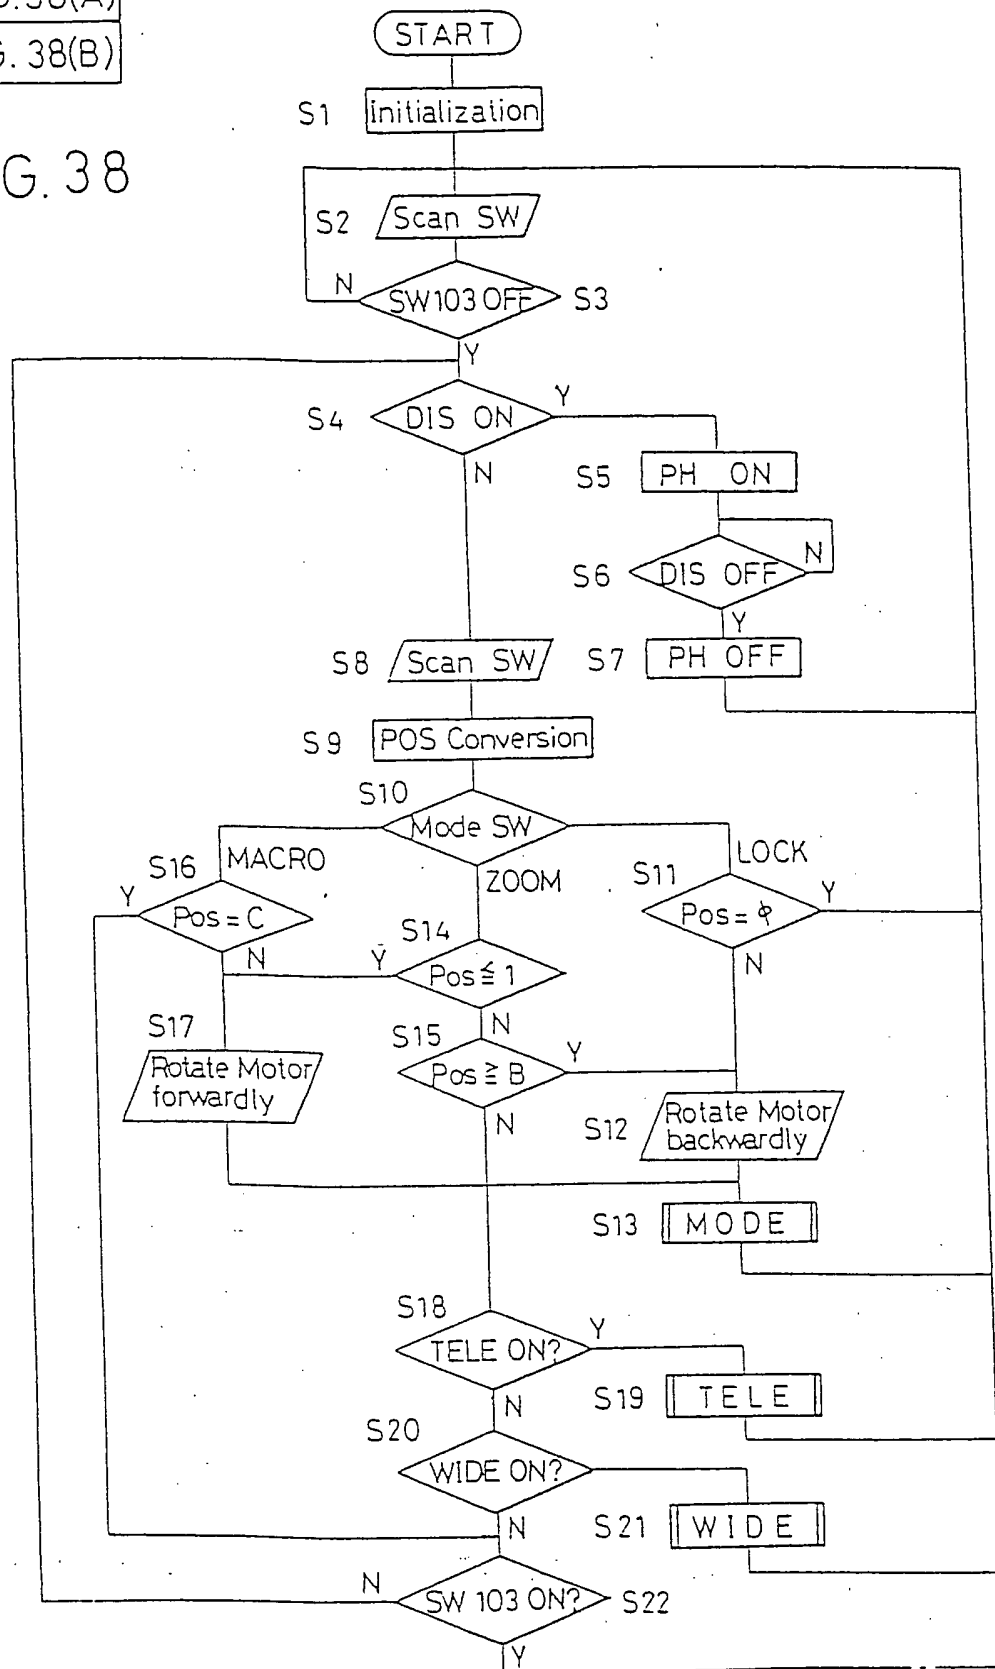 G.38(B)
G.38
START
S1 Initialization
S2 Scan SW
N SW103 OFF S3
Y
S4 DIS ON Y
N
S5 PH ON
S6 DIS OFF N
Y
S7 PH OFF
S8 Scan SW
S9 POS Conversion
S10 Mode SW
MACRO ZOOM LOCK
S16 Y Pos=C N
S11 Pos=ϕ Y
N
S14 Y Pos≦1
N
S15 Pos≧B Y
N
S17 Rotate Motor
forwardly
S12 Rotate Motor
backwardly
S13 MODE
S18 TELE ON? Y
N
S19 TELE
S20 WIDE ON?
N
S21 WIDE
N SW 103 ON? S22
Y